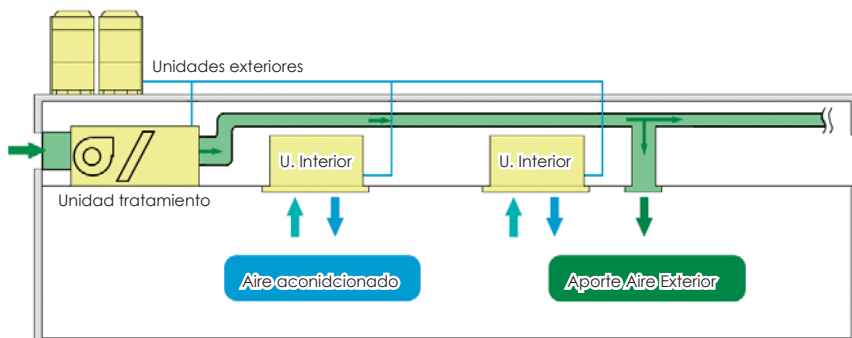 Unidades exteriores
U. Interior
U. Interior
Unidad tratamiento
Aire aconidcionado
Aporte Aire Exterior